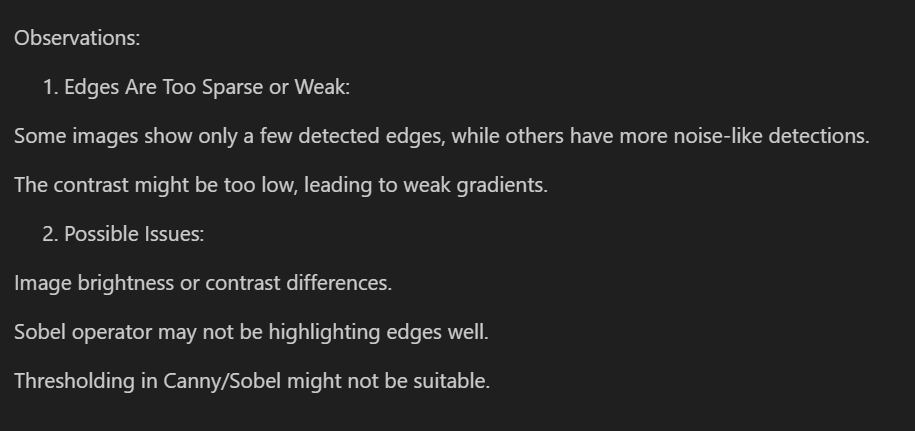 Observations:
1. Edges Are Too Sparse or Weak:
Some images show only a few detected edges, while others have more noise-like detections.
The contrast might be too low, leading to weak gradients.
2. Possible Issues:
Image brightness or contrast differences.
Sobel operator may not be highlighting edges well.
Thresholding in Canny/Sobel might not be suitable.